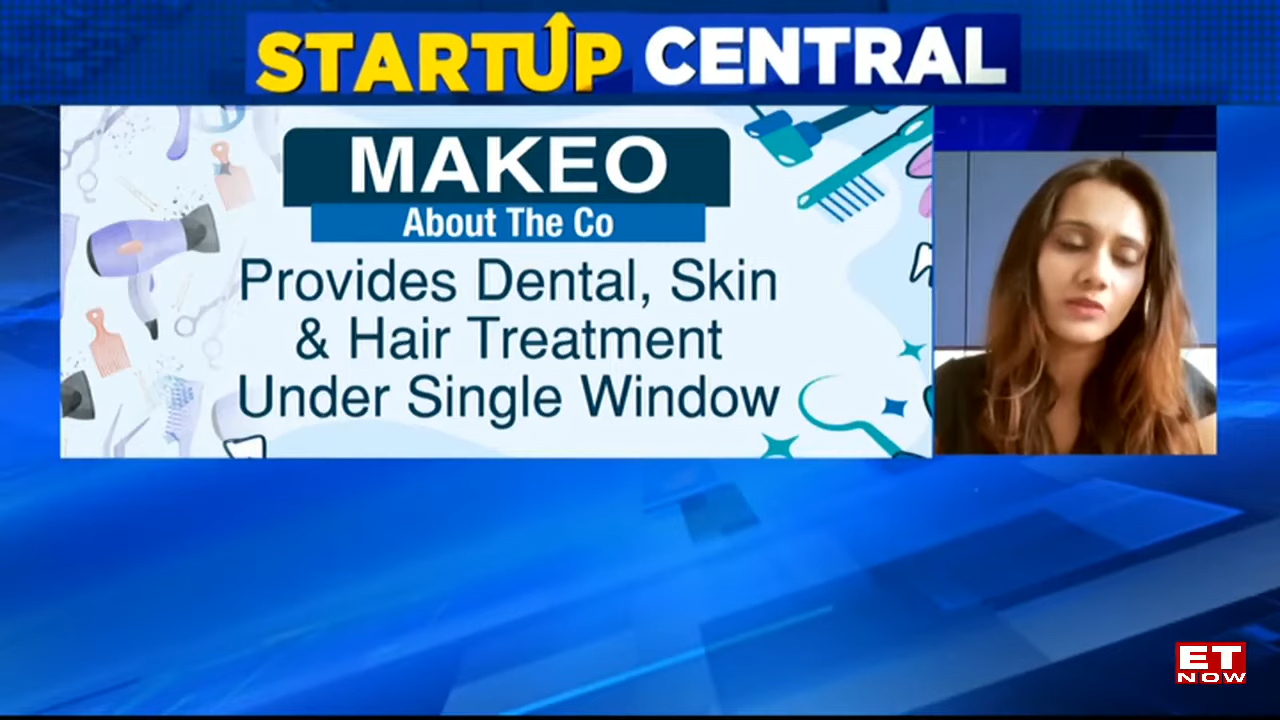 STARTUP CENTRAL
MAKEO
About The Co
Provides Dental, Skin
& Hair Treatment
Under Single Window
ET
NOW